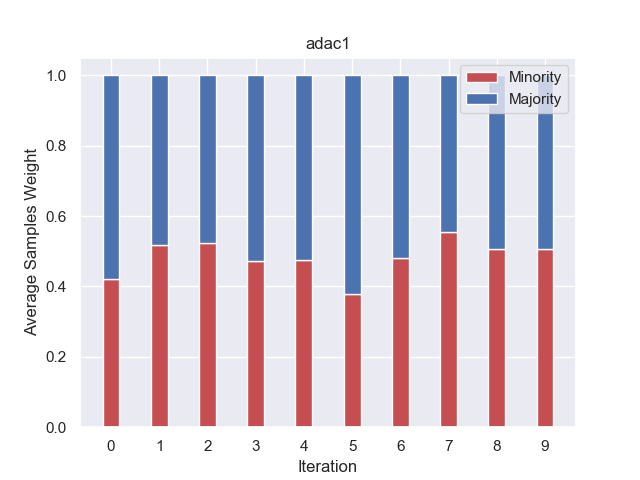 adac1
Minority
Majority
Average Samples Weight
1.0
0.8
0.6
0.4
0.2
0.0
0 1 2 3 4 5 6 7 8 9
Iteration